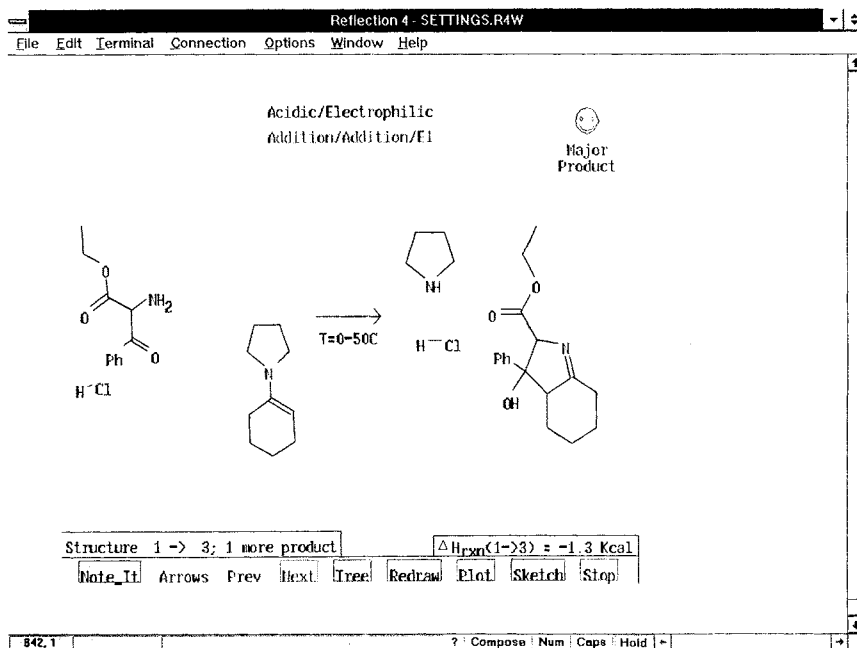 Reflection 4 - SETTINGS.R4W
File Edit Terminal Connection Options Window Help
Acidic/Electrophilic
Addition/Addition/E1
Major
Product
O
O
NH2
Ph
O
H Cl
N
T=0-50C
NH
H Cl
O
O
N
Ph
OH
Structure 1 -> 3; 1 more product
ΔHrxn(1->3) = -1.3 Kcal
Note_It Arrows Prev Next Tree Redraw Plot Sketch Stop
842, 1 ? Compose Num Caps Hold